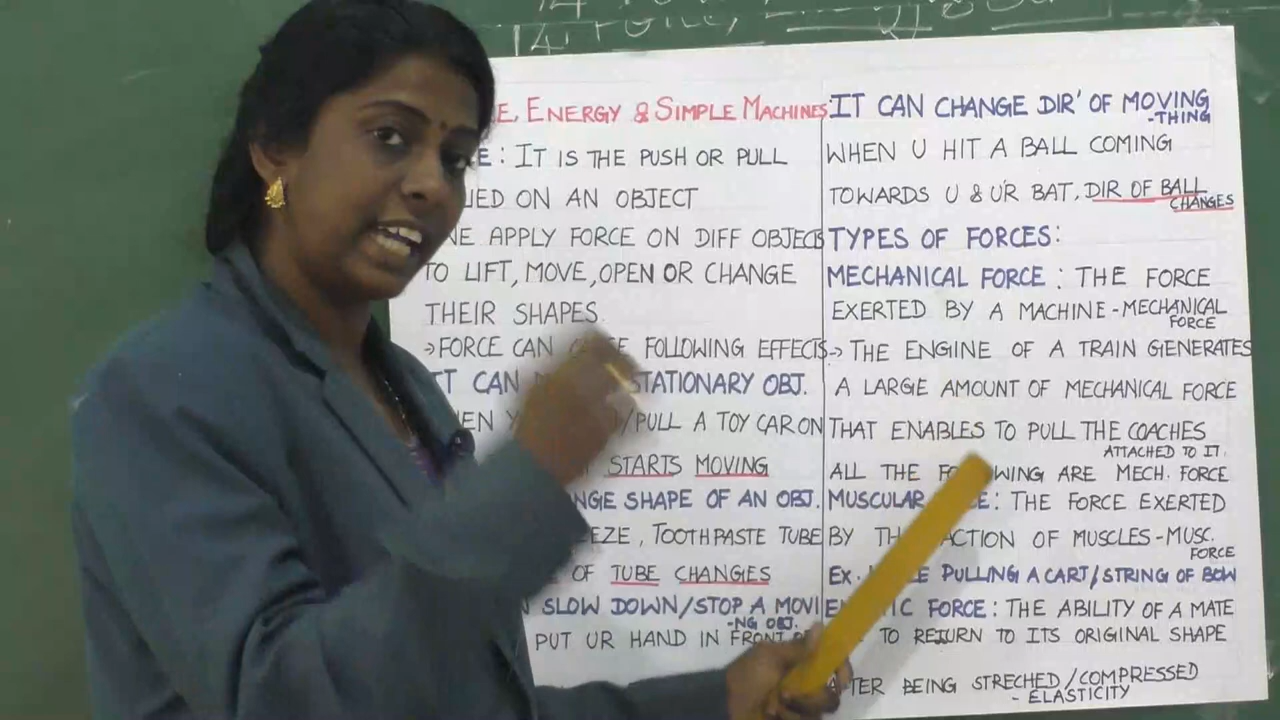 14
14. Force,
E, ENERGY & SIMPLE MACHINES
E: IT IS THE PUSH OR PULL
IED ON AN OBJECT
NE APPLY FORCE ON DIFF OBJECTS
TO LIFT, MOVE, OPEN OR CHANGE
THEIR SHAPES.
→FORCE CAN FOLLOWING EFFECTS.
IT CAN STATIONARY OBJ.
/PULL A TOY CAR ON
STARTS MOVING
NGE SHAPE OF AN OBJ.
EZE, TOOTHPASTE TUBE
OF TUBE CHANGES
SLOW DOWN/STOP A MOVI
-NG OBJ.
PUT UR HAND IN FRONT
IT CAN CHANGE DIR' OF MOVING
-THING
WHEN U HIT A BALL COMING
TOWARDS U & U'R BAT, DIR OF BALL
CHANGES
TYPES OF FORCES:
MECHANICAL FORCE : THE FORCE
EXERTED BY A MACHINE - MECHANICAL
FORCE
→ THE ENGINE OF A TRAIN GENERATES
A LARGE AMOUNT OF MECHANICAL FORCE
THAT ENABLES TO PULL THE COACHES
ATTACHED TO IT.
ALL THE ARE MECH. FORCE
MUSCULAR CE: THE FORCE EXERTED
BY TH ACTION OF MUSCLES - MUSC.
FORCE
EX. PULLING A CART/STRING OF BOW
IC FORCE: THE ABILITY OF A MATE
TO RETURN TO ITS ORIGINAL SHAPE
AFTER BEING STRECHED/COMPRESSED
- ELASTICITY